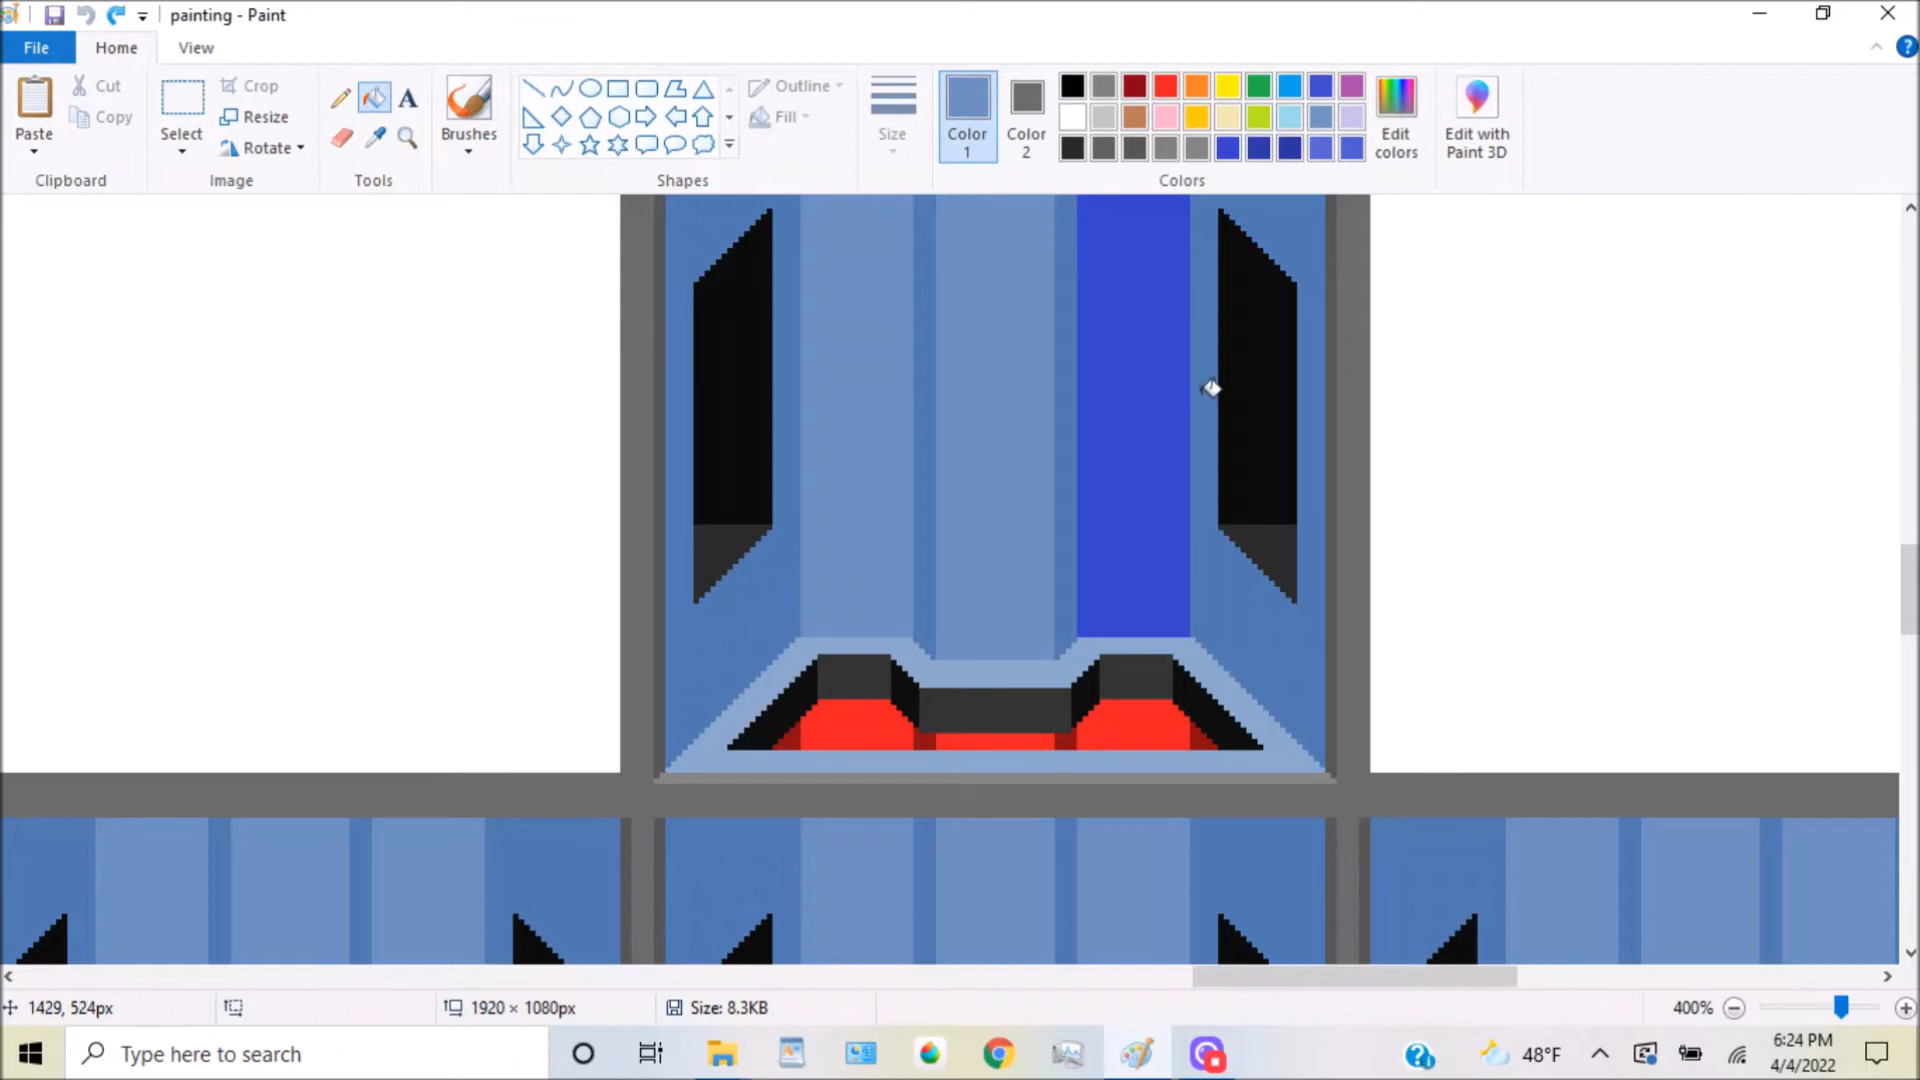 painting - Paint
File Home View
Paste
Cut
Copy
Clipboard
Select
Crop
Resize
Rotate
Image
A
Tools
Brushes
Shapes
Outline
Fill
Size
Color 1
Color 2
Colors
Edit colors
Edit with Paint 3D
?
1429, 524px
1920 × 1080px
Size: 8.3KB
400%
Type here to search
48°F
6:24 PM
4/4/2022